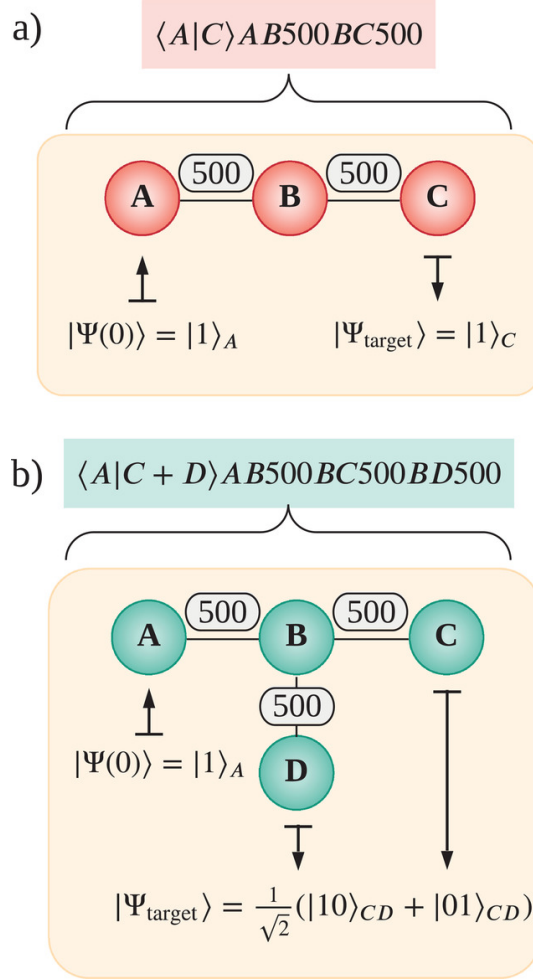 a)
⟨A|C⟩AB500BC500
500 500
A B C
|Ψ(0)⟩ = |1⟩_A |Ψ_target⟩ = |1⟩_C
b)
⟨A|C + D⟩AB500BC500BD500
500 500
A B C
500
|Ψ(0)⟩ = |1⟩_A
D
|Ψ_target⟩ = 1/√2(|10⟩_CD + |01⟩_CD)